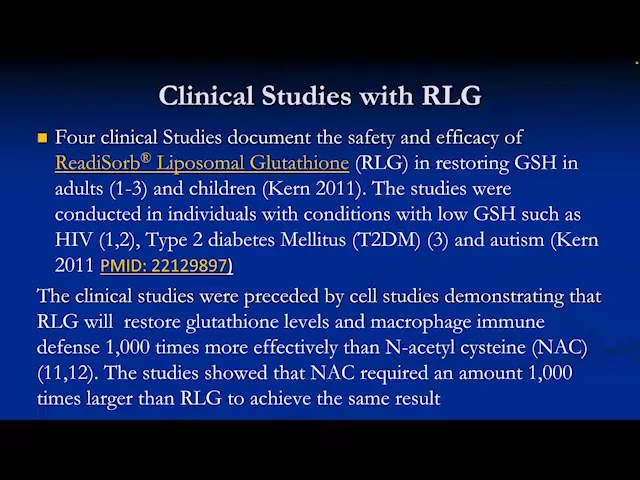 Clinical Studies with RLG
Four clinical Studies document the safety and efficacy of
ReadiSorb® Liposomal Glutathione (RLG) in restoring GSH in
adults (1-3) and children (Kern 2011). The studies were
conducted in individuals with conditions with low GSH such as
HIV (1,2), Type 2 diabetes Mellitus (T2DM) (3) and autism (Kern
2011 PMID: 22129897)
The clinical studies were preceded by cell studies demonstrating that
RLG will  restore glutathione levels and macrophage immune
defense 1,000 times more effectively than N-acetyl cysteine (NAC)
(11,12). The studies showed that NAC required an amount 1,000
times larger than RLG to achieve the same result